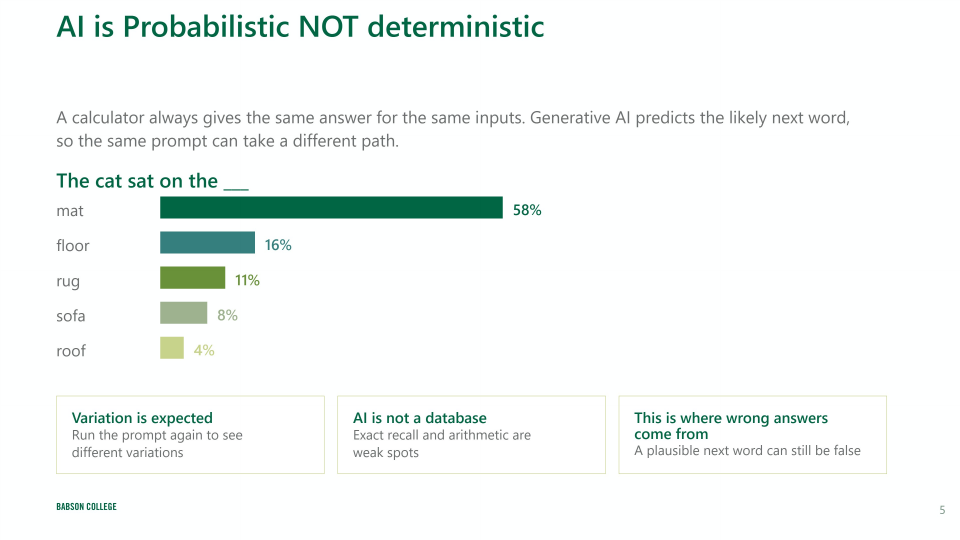 AI is Probabilistic NOT deterministic
A calculator always gives the same answer for the same inputs. Generative AI predicts the likely next word,
so the same prompt can take a different path.
The cat sat on the ___
mat 58%
floor 16%
rug 11%
sofa 8%
roof 4%
Variation is expected
Run the prompt again to see
different variations
AI is not a database
Exact recall and arithmetic are
weak spots
This is where wrong answers
come from
A plausible next word can still be false
BABSON COLLEGE
5